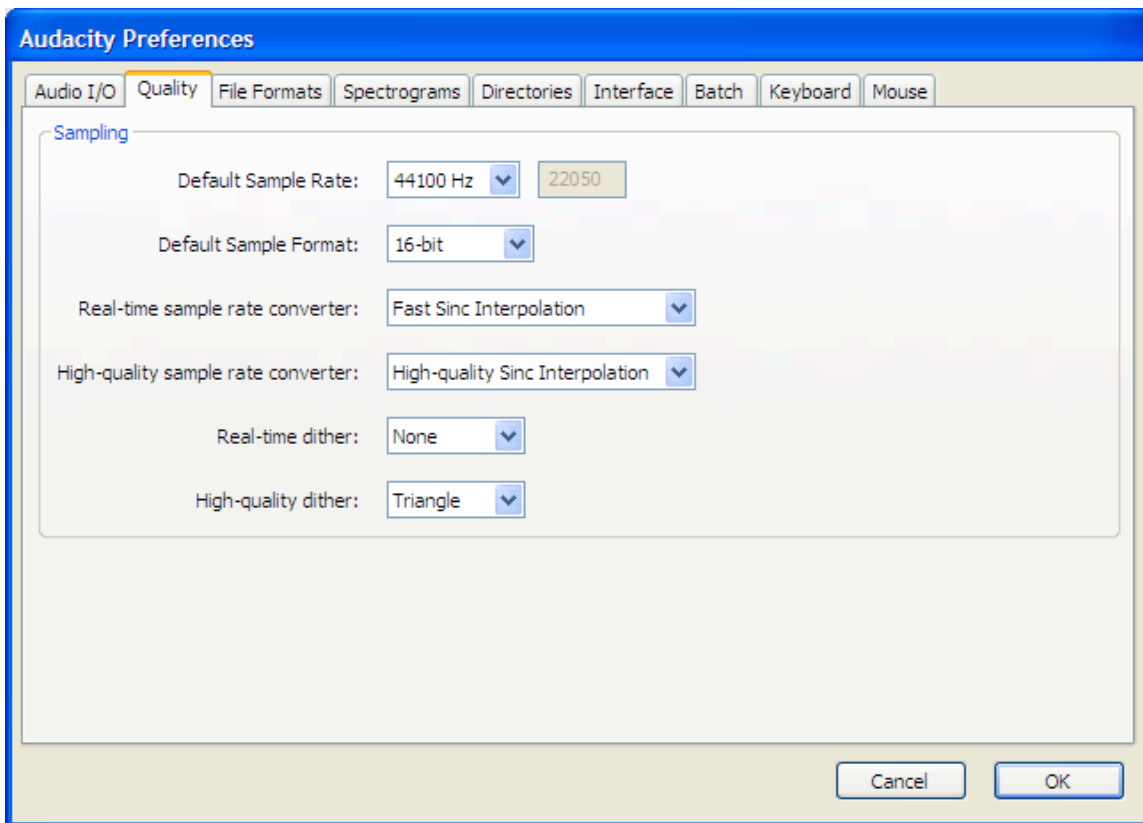 Audacity Preferences
Audio I/O Quality File Formats Spectrograms Directories Interface Batch Keyboard Mouse
Sampling
Default Sample Rate: 44100 Hz 22050
Default Sample Format: 16-bit
Real-time sample rate converter: Fast Sinc Interpolation
High-quality sample rate converter: High-quality Sinc Interpolation
Real-time dither: None
High-quality dither: Triangle
Cancel OK